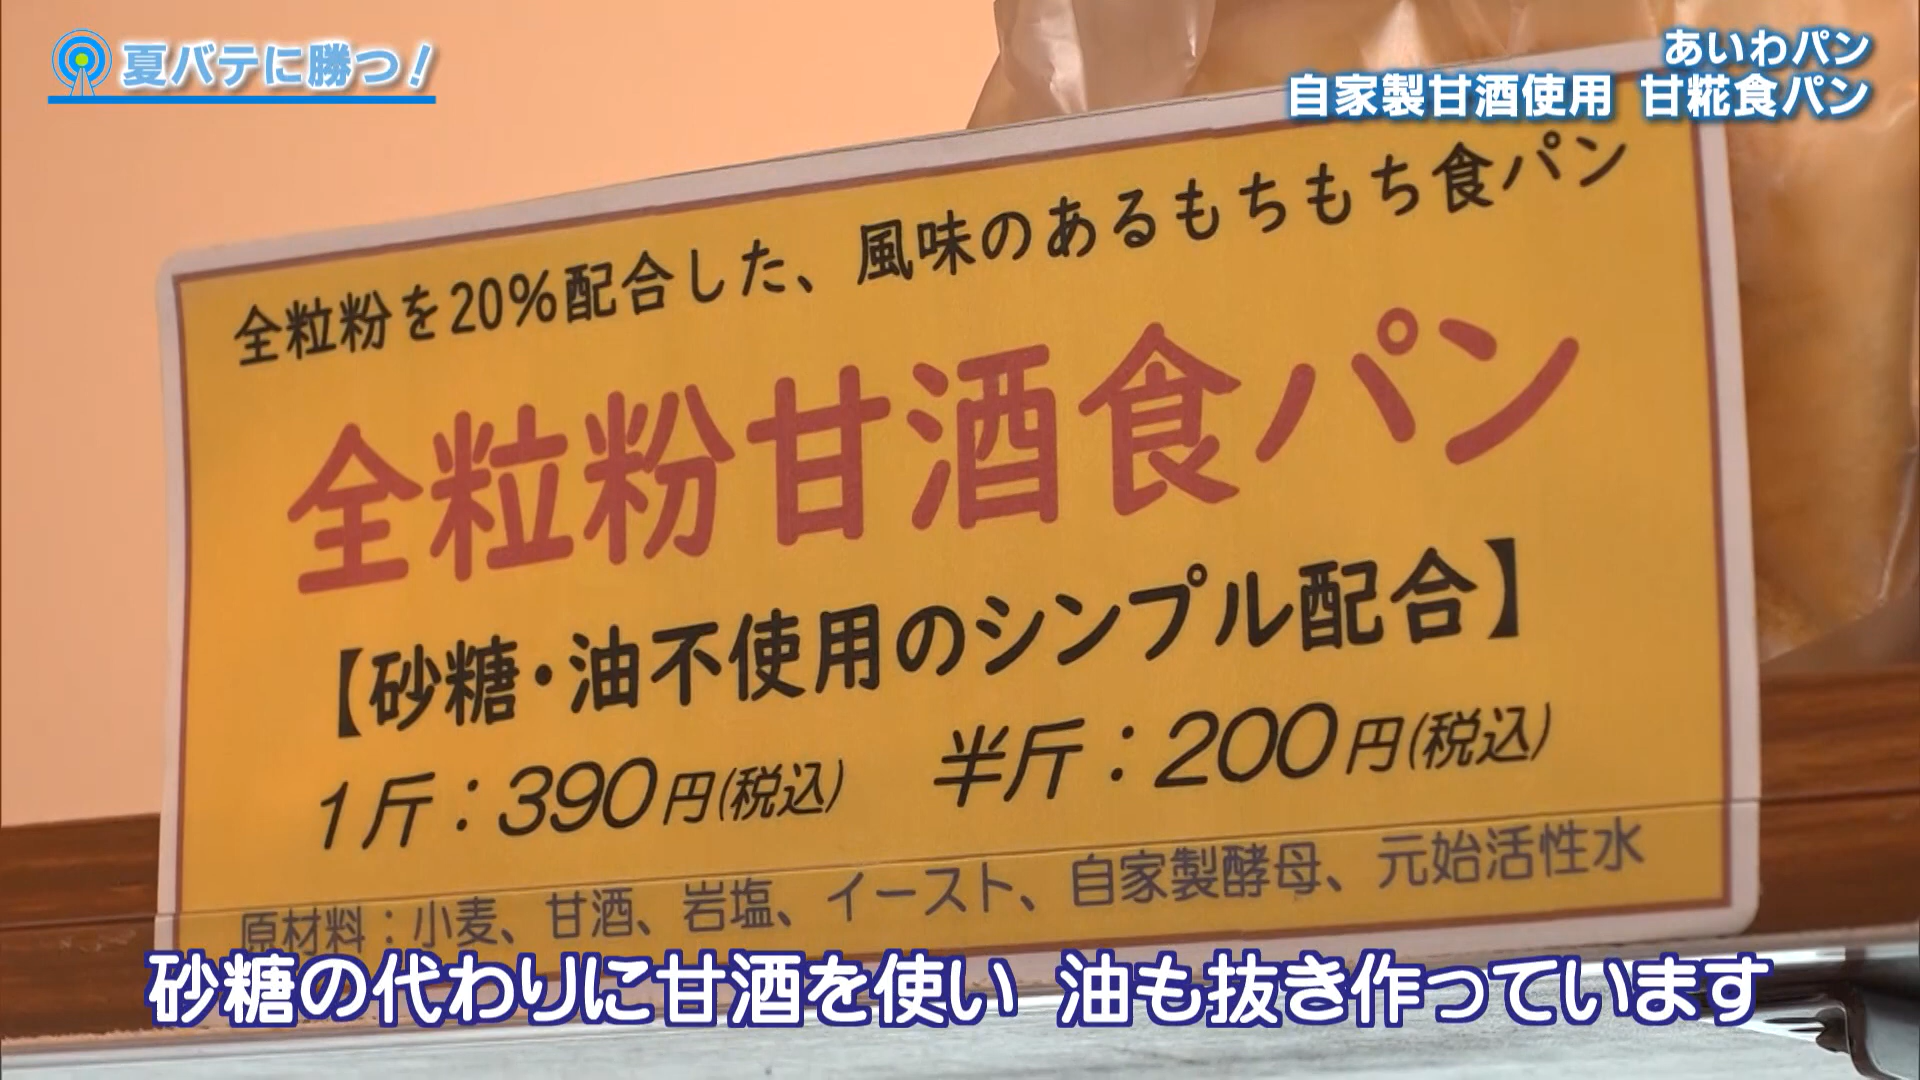 夏バテに勝つ!
あいわパン
自家製甘酒使用 甘糀食パン
全粒粉を20%配合した、風味のあるもちもち食パン
全粒粉甘酒食パン
【砂糖・油不使用のシンプル配合】
1斤:390円(税込) 半斤:200円(税込)
原材料:小麦、甘酒、岩塩、イースト、自家製酵母、元始活性水
砂糖の代わりに甘酒を使い 油も抜き作っています